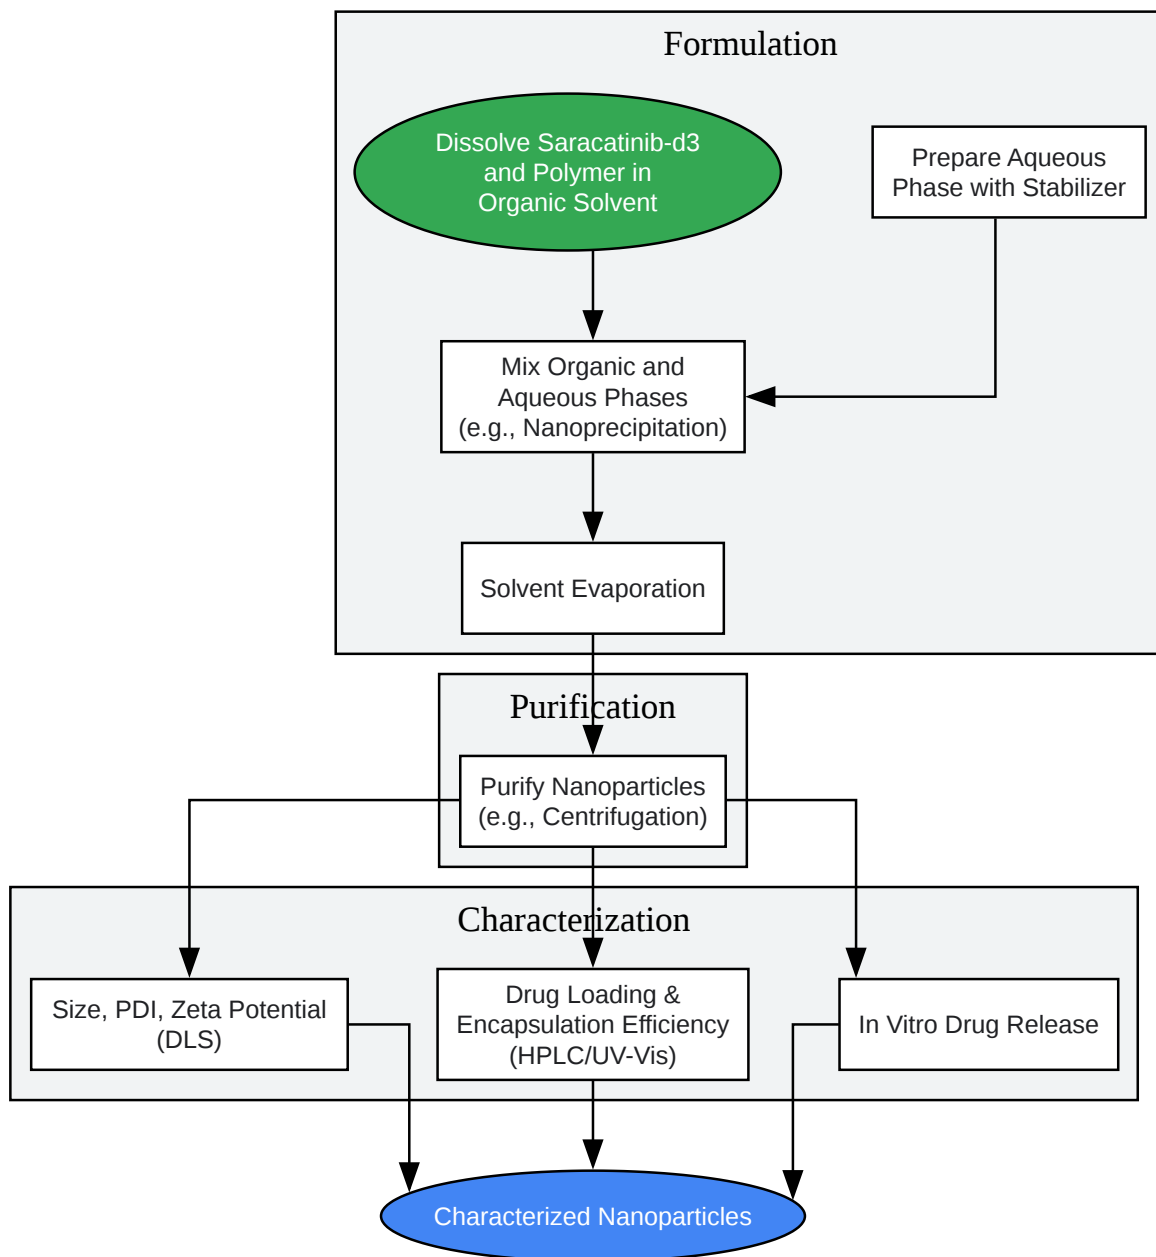 Formulation
Dissolve Saracatinib-d3
and Polymer in
Organic Solvent
Prepare Aqueous
Phase with Stabilizer
Mix Organic and
Aqueous Phases
(e.g., Nanoprecipitation)
Solvent Evaporation
Purification
Purify Nanoparticles
(e.g., Centrifugation)
Characterization
Size, PDI, Zeta Potential
(DLS)
Drug Loading &
Encapsulation Efficiency
(HPLC/UV-Vis)
In Vitro Drug Release
Characterized Nanoparticles